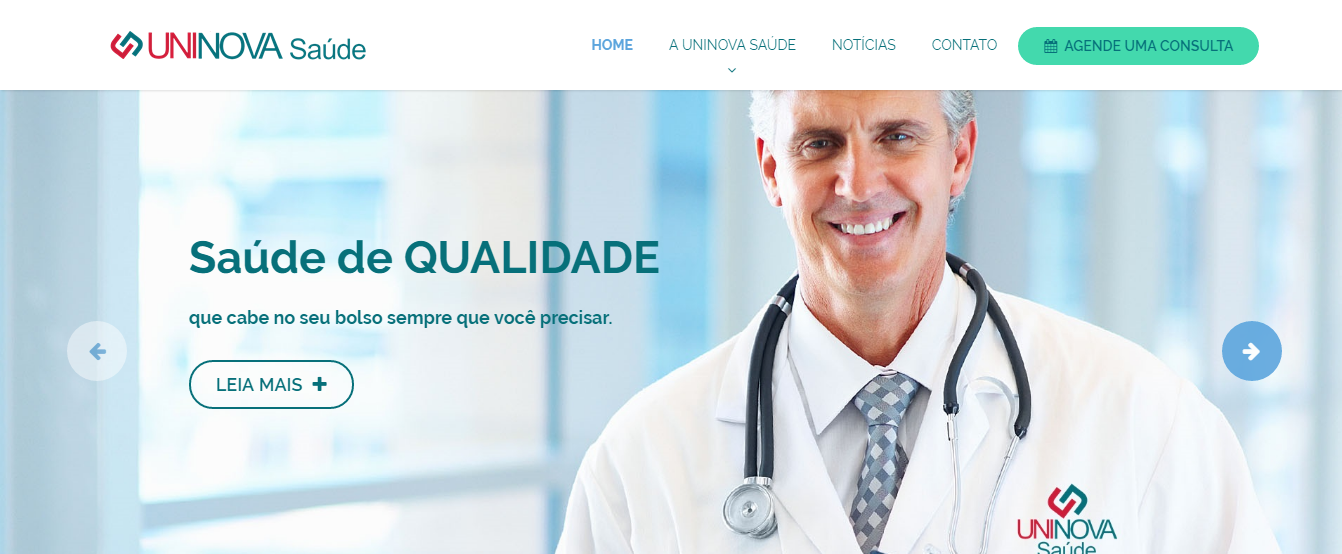 UNINOVA Saúde
HOME
A UNINOVA SAÚDE
NOTÍCIAS
CONTATO
AGENDE UMA CONSULTA
Saúde de QUALIDADE
que cabe no seu bolso sempre que você precisar.
LEIA MAIS
UNINOVA
Saúde